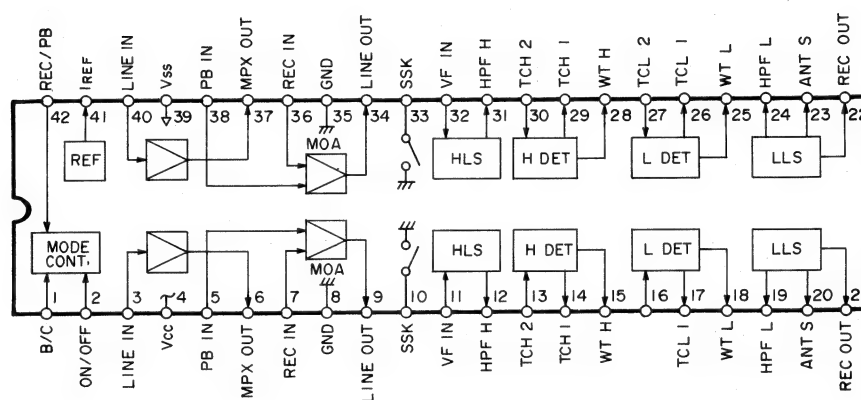 REC/PB
IREF
LINE IN
Vss
PB IN
MPX OUT
REC IN
GND
LINE OUT
SSK
VF IN
HPF H
TCH 2
TCH 1
WT H
TCL 2
TCL 1
WT L
HPF L
ANT S
REC OUT
42 41 40 39 38 37 36 35 34 33 32 31 30 29 28 27 26 25 24 23 22
REF
MOA
HLS
H DET
L DET
LLS
MODE
CONT.
MOA
HLS
H DET
L DET
LLS
1 2 3 4 5 6 7 8 9 10 11 12 13 14 15 16 17 18 19 20 2
B/C
ON/OFF
LINE IN
Vcc
PB IN
MPX OUT
REC IN
GND
LINE OUT
SSK
VF IN
HPF H
TCH 2
TCH 1
WT H
TCL 1
WT L
HPF L
ANT S
REC OUT